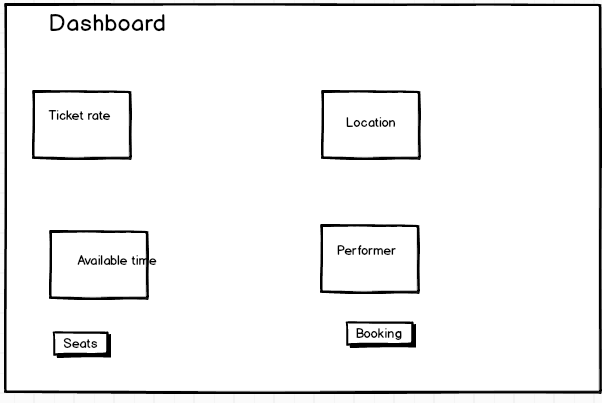 Dashboard
Ticket rate
Location
Available time
Performer
Seats
Booking